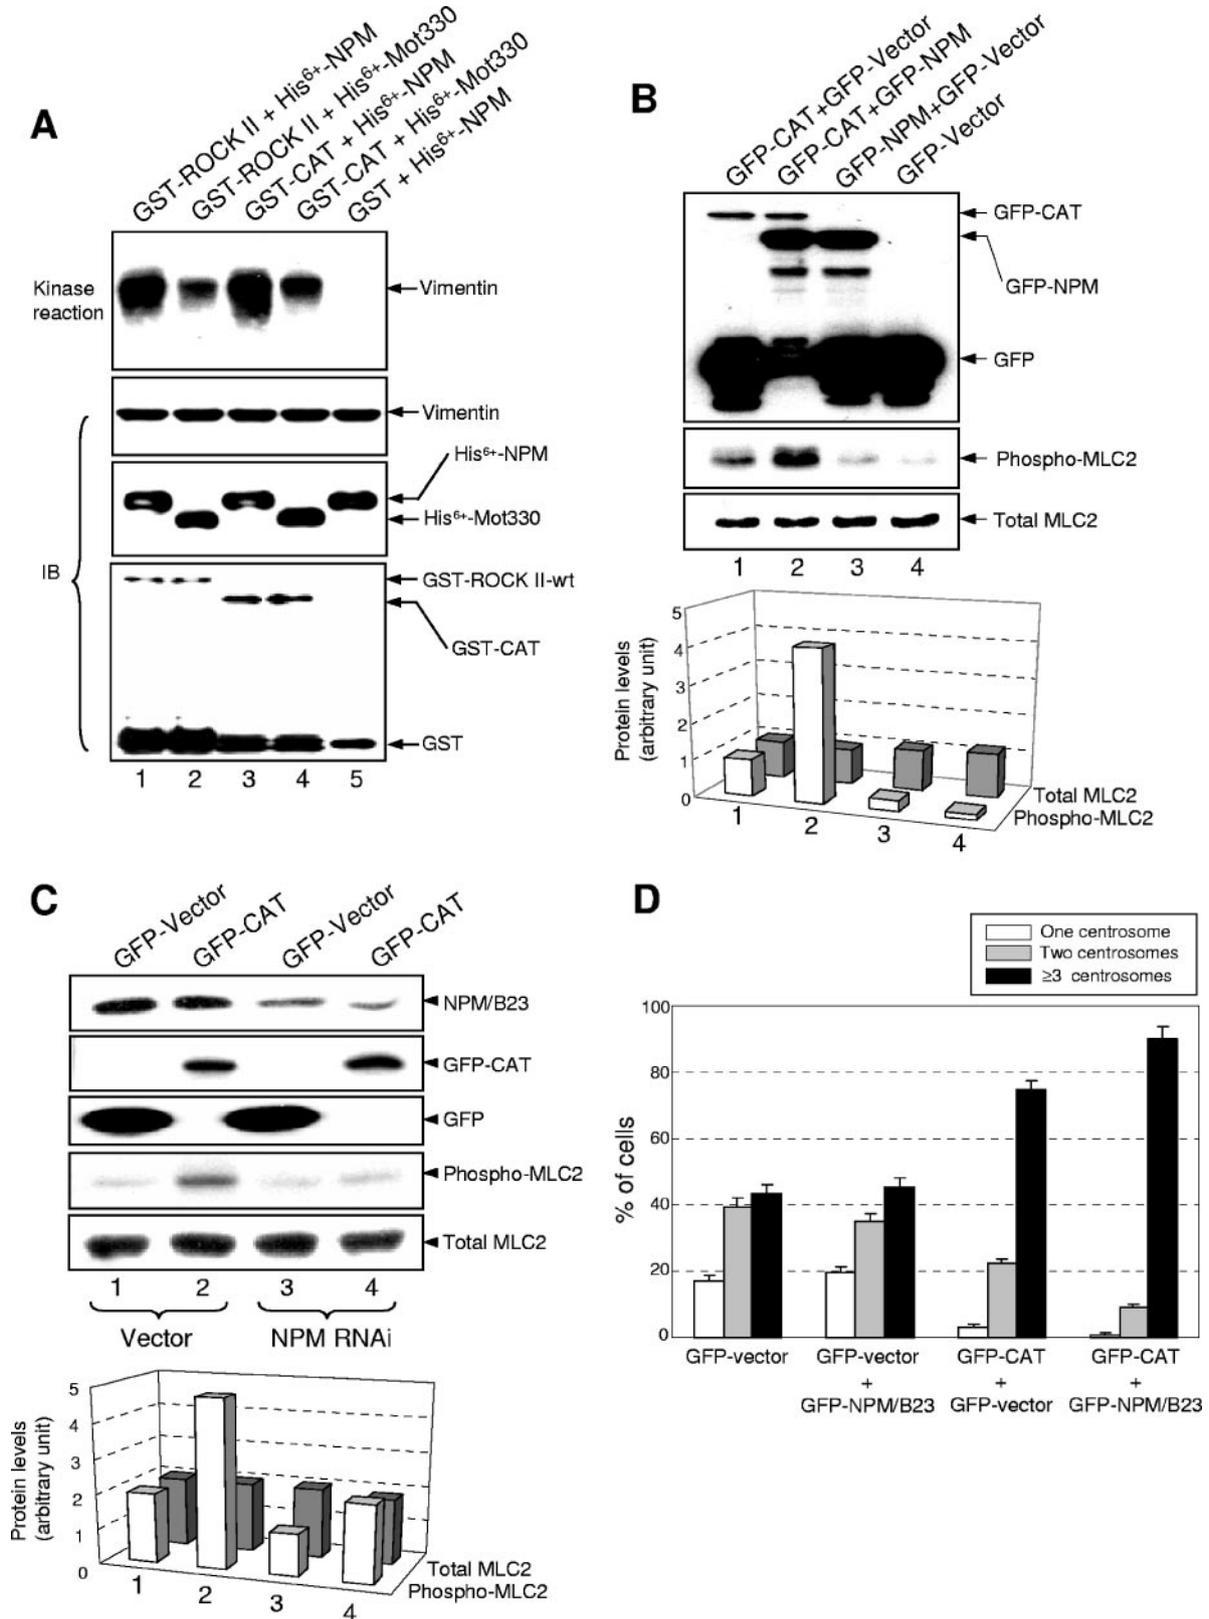 A
GST-ROCK II + His⁶⁺-NPM
GST-ROCK II + His⁶⁺-Mot330
GST-CAT + His⁶⁺-NPM
GST-CAT + His⁶⁺-Mot330
GST + His⁶⁺-NPM
Kinase
reaction
Vimentin
Vimentin
His⁶⁺-NPM
His⁶⁺-Mot330
IB
GST-ROCK II-wt
GST-CAT
GST
1 2 3 4 5
B
GFP-CAT+GFP-Vector
GFP-CAT+GFP-NPM
GFP-NPM+GFP-Vector
GFP-Vector
GFP-CAT
GFP-NPM
GFP
Phospho-MLC2
Total MLC2
1 2 3 4
Protein levels
(arbitrary unit)
5
4
3
2
1
0
1 2 3 4
Total MLC2
Phospho-MLC2
C
GFP-Vector
GFP-CAT
GFP-Vector
GFP-CAT
NPM/B23
GFP-CAT
GFP
Phospho-MLC2
Total MLC2
1 2 3 4
Vector NPM RNAi
Protein levels
(arbitrary unit)
5
4
3
2
1
0
1 2 3 4
Total MLC2
Phospho-MLC2
D
One centrosome
Two centrosomes
≥3 centrosomes
% of cells
100
80
60
40
20
0
GFP-vector
GFP-vector
+
GFP-NPM/B23
GFP-CAT
+
GFP-vector
GFP-CAT
+
GFP-NPM/B23